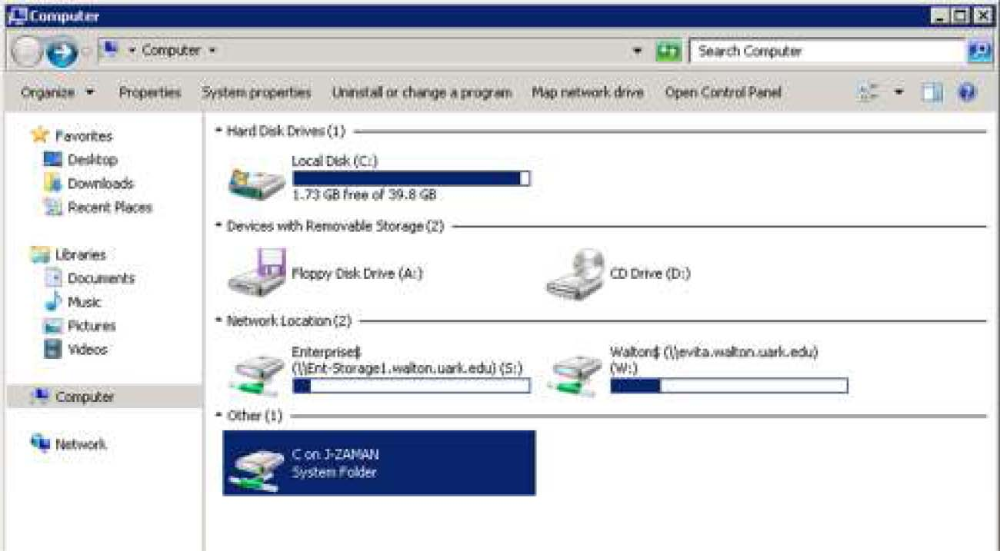 Computer
Computer
Search Computer
Organize
Properties
System properties
Uninstall or change a program
Map network drive
Open Control Panel
Favorites
Desktop
Downloads
Recent Places
Libraries
Documents
Music
Pictures
Videos
Computer
Network
Hard Disk Drives (1)
Local Disk (C:)
1.73 GB free of 39.8 GB
Devices with Removable Storage (2)
Floppy Disk Drive (A:)
CD Drive (D:)
Network Location (2)
Enterprise$
(\\Ent-Storage1.walton.uark.edu) (S:)
Walton$ (\\evita.walton.uark.edu)
(W:)
Other (1)
C on J-ZAMAN
System Folder